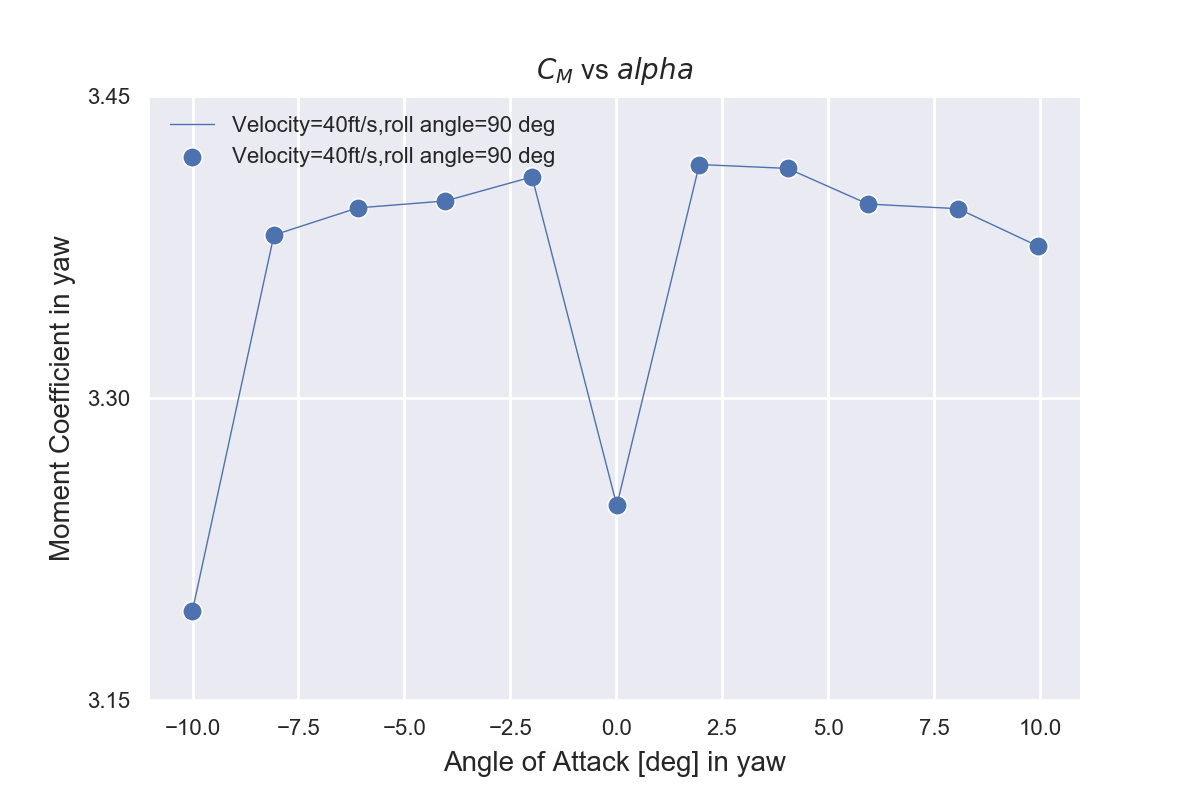 C_M vs alpha
3.45
Velocity=40ft/s,roll angle=90 deg
Velocity=40ft/s,roll angle=90 deg
Moment Coefficient in yaw
3.30
3.15
−10.0 −7.5 −5.0 −2.5 0.0 2.5 5.0 7.5 10.0
Angle of Attack [deg] in yaw